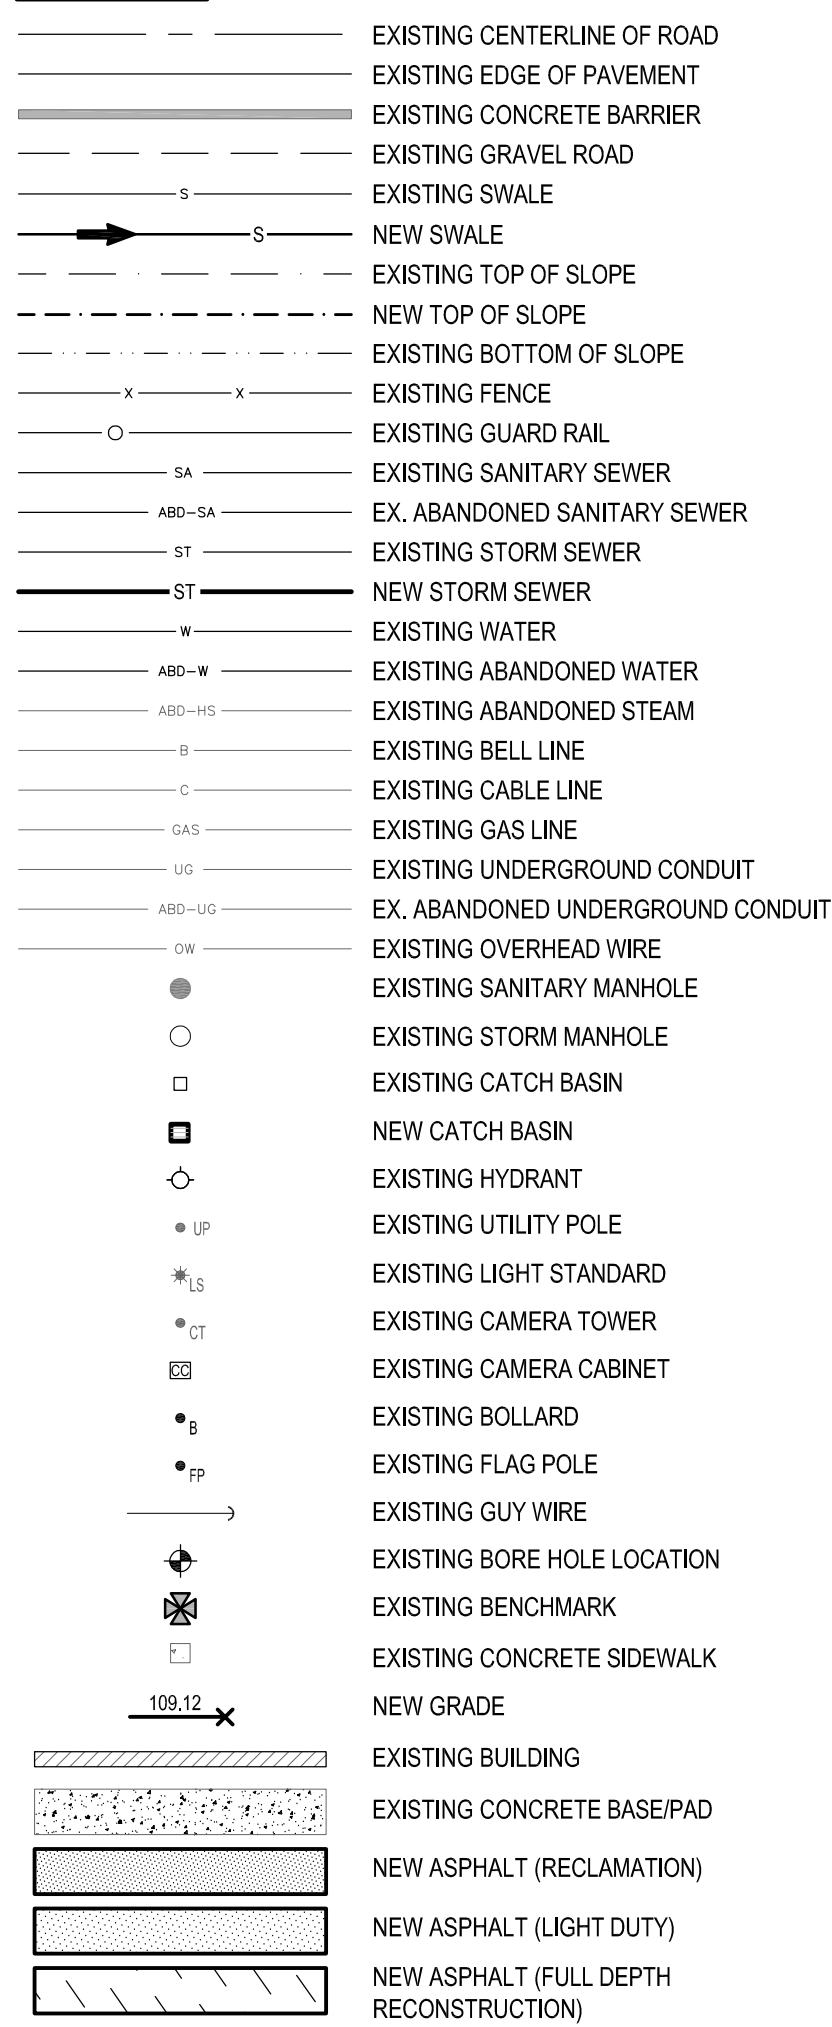 EXISTING CENTERLINE OF ROAD
EXISTING EDGE OF PAVEMENT
EXISTING CONCRETE BARRIER
EXISTING GRAVEL ROAD
S EXISTING SWALE
S NEW SWALE
EXISTING TOP OF SLOPE
NEW TOP OF SLOPE
EXISTING BOTTOM OF SLOPE
X X EXISTING FENCE
EXISTING GUARD RAIL
SA EXISTING SANITARY SEWER
ABD-SA EX. ABANDONED SANITARY SEWER
ST EXISTING STORM SEWER
ST NEW STORM SEWER
W EXISTING WATER
ABD-W EXISTING ABANDONED WATER
ABD-HS EXISTING ABANDONED STEAM
B EXISTING BELL LINE
C EXISTING CABLE LINE
GAS EXISTING GAS LINE
UG EXISTING UNDERGROUND CONDUIT
ABD-UG EX. ABANDONED UNDERGROUND CONDUIT
OW EXISTING OVERHEAD WIRE
EXISTING SANITARY MANHOLE
EXISTING STORM MANHOLE
EXISTING CATCH BASIN
NEW CATCH BASIN
EXISTING HYDRANT
UP EXISTING UTILITY POLE
LS EXISTING LIGHT STANDARD
CT EXISTING CAMERA TOWER
CC EXISTING CAMERA CABINET
B EXISTING BOLLARD
FP EXISTING FLAG POLE
EXISTING GUY WIRE
EXISTING BORE HOLE LOCATION
EXISTING BENCHMARK
EXISTING CONCRETE SIDEWALK
109.12 NEW GRADE
EXISTING BUILDING
EXISTING CONCRETE BASE/PAD
NEW ASPHALT (RECLAMATION)
NEW ASPHALT (LIGHT DUTY)
NEW ASPHALT (FULL DEPTH
RECONSTRUCTION)